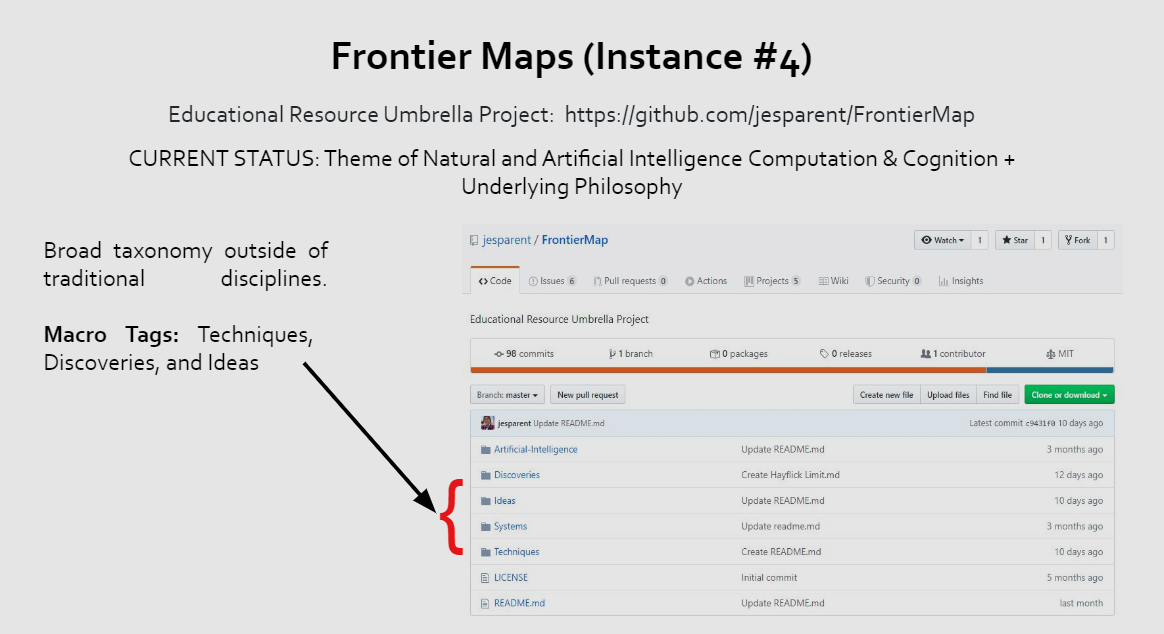 Frontier Maps (Instance #4)
Educational Resource Umbrella Project: https://github.com/jesparent/FrontierMap
CURRENT STATUS: Theme of Natural and Artificial Intelligence Computation & Cognition +
Underlying Philosophy
Broad taxonomy outside of
traditional disciplines.
Macro Tags: Techniques,
Discoveries, and Ideas
jesparent / FrontierMap
Watch 1 Star 1 Fork 1
Code Issues 6 Pull requests 0 Actions Projects 5 Wiki Security 0 Insights
Educational Resource Umbrella Project
98 commits 1 branch 0 packages 0 releases 1 contributor MIT
Branch: master New pull request Create new file Upload files Find file Clone or download
jesparent Update README.md Latest commit c9431f0 10 days ago
Artificial-Intelligence Update README.md 3 months ago
Discoveries Create Hayflick Limit.md 12 days ago
Ideas Update README.md 10 days ago
Systems Update readme.md 3 months ago
Techniques Create README.md 10 days ago
LICENSE Initial commit 5 months ago
README.md Update README.md last month